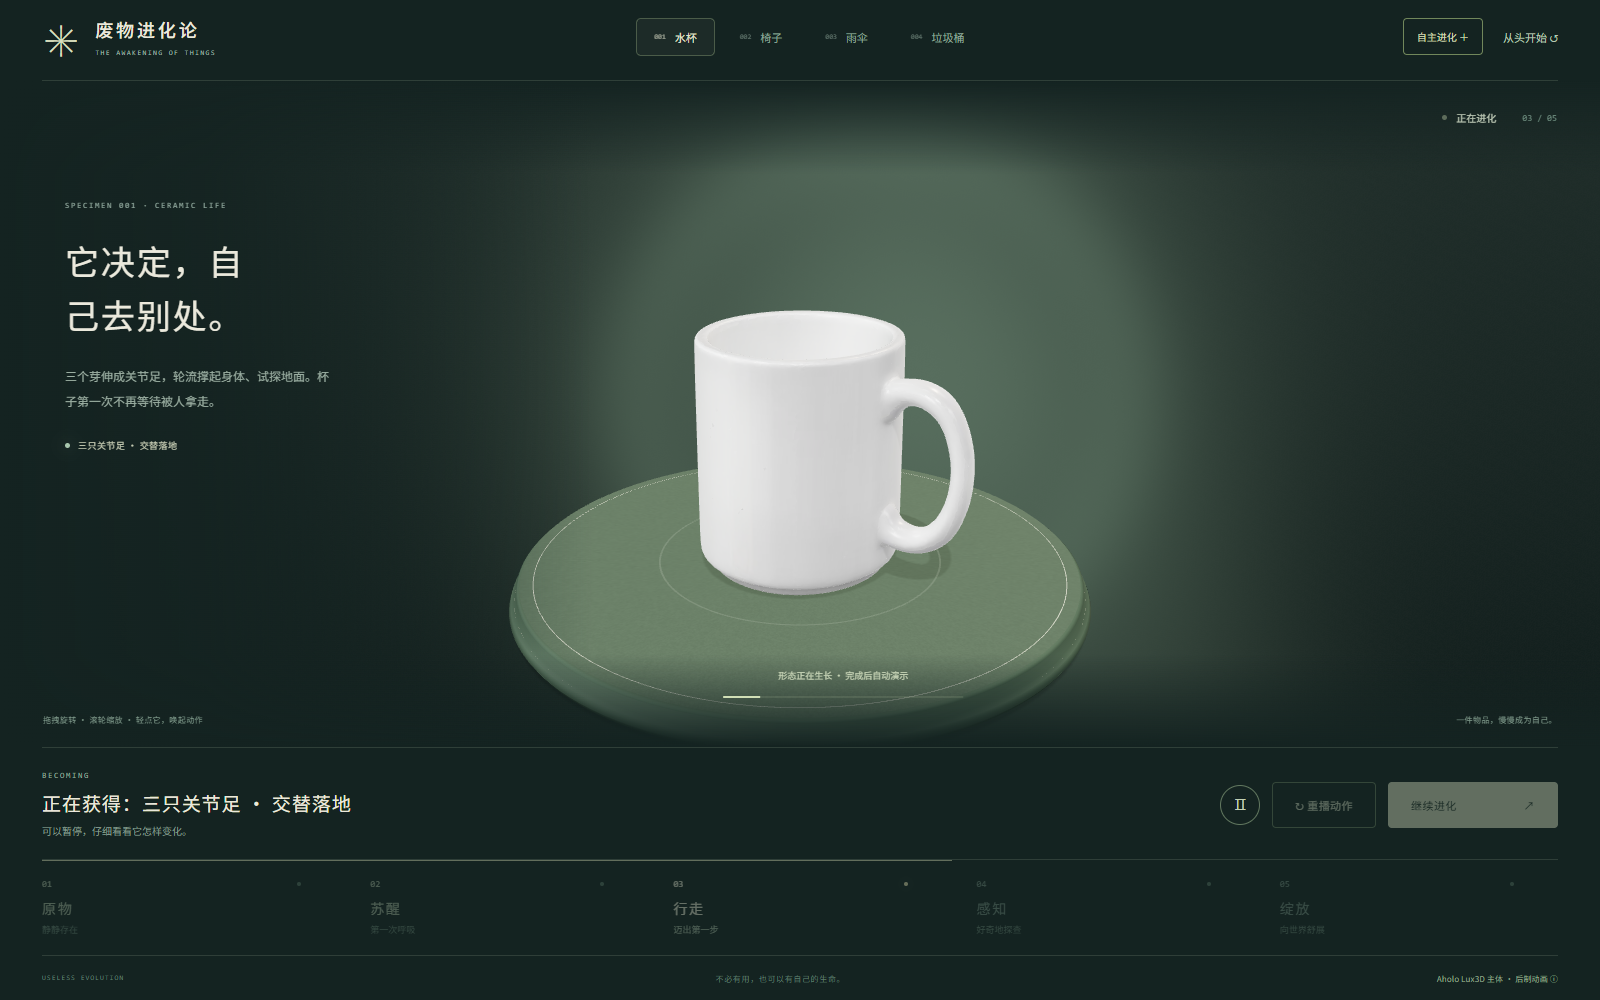 废物进化论
THE AWAKENING OF THINGS
001 水杯
002 椅子
003 雨伞
004 垃圾桶
自主进化 +
从头开始 ↺
正在进化 03 / 05
SPECIMEN 001 · CERAMIC LIFE
它决定，自
己去别处。
三个芽伸成关节足，轮流撑起身体、试探地面。杯
子第一次不再等待被人拿走。
三只关节足 · 交替落地
形态正在生长 · 完成后自动演示
拖拽旋转 · 滚轮缩放 · 轻点它，唤起动作
一件物品，慢慢成为自己。
BECOMING
正在获得：三只关节足 · 交替落地
可以暂停，仔细看看它怎样变化。
↻ 重播动作
继续进化 ↗
01
原物
静静存在
02
苏醒
第一次呼吸
03
行走
迈出第一步
04
感知
好奇地探查
05
绽放
向世界舒展
USELESS EVOLUTION
不必有用，也可以有自己的生命。
Aholo Lux3D 主体 · 后制动画 ⓘ